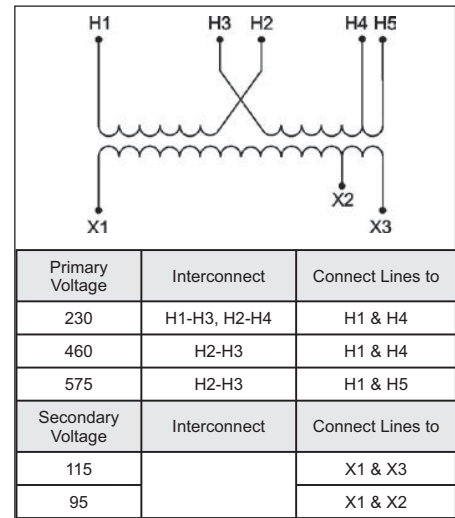 H1 H3 H2 H4 H5
X2
X1 X3
Primary Voltage Interconnect Connect Lines to
230 H1-H3, H2-H4 H1 & H4
460 H2-H3 H1 & H4
575 H2-H3 H1 & H5
Secondary Voltage Interconnect Connect Lines to
115 X1 & X3
95 X1 & X2